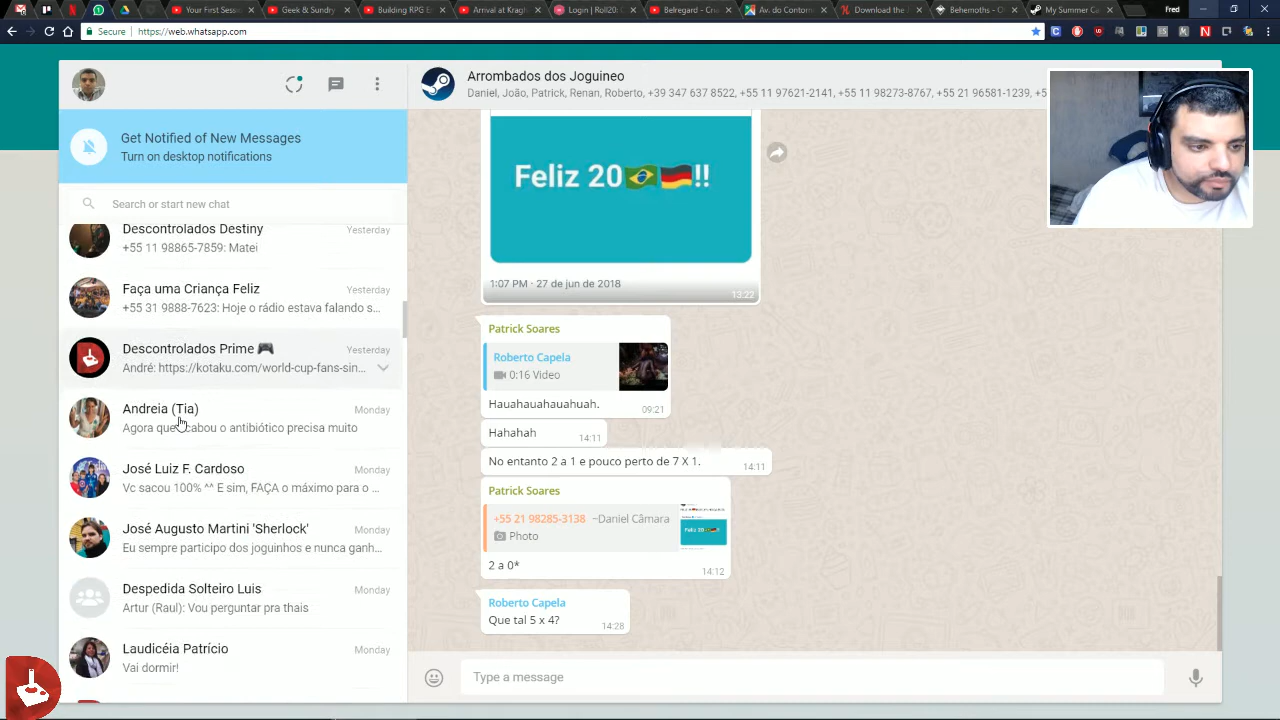 Your First Sess
Geek & Sundry
Building RPG E
Arrival at Kragh
Login | Roll20:
Belregard - Cru
Av. do Contorn
Download the
Behemoths - O
My Summer Ca
Fred
Secure
https://web.whatsapp.com
Arrombados dos Joguineo
Daniel, João, Patrick, Renan, Roberto, +39 347 637 8522, +55 11 97621-2141, +55 11 98273-8767, +55 21 96581-1239, +5
Get Notified of New Messages
Turn on desktop notifications
Search or start new chat
Descontrolados Destiny
Yesterday
+55 11 98865-7859: Matei
Faça uma Criança Feliz
Yesterday
+55 31 9888-7623: Hoje o rádio estava falando s...
Descontrolados Prime 🎮
Yesterday
André: https://kotaku.com/world-cup-fans-sin...
Andreia (Tia)
Monday
Agora que acabou o antibiótico precisa muito
José Luiz F. Cardoso
Monday
Vc sacou 100% ^^ E sim, FAÇA o máximo para o ...
José Augusto Martini 'Sherlock'
Monday
Eu sempre participo dos joguinhos e nunca ganh...
Despedida Solteiro Luis
Monday
Artur (Raul): Vou perguntar pra thais
Laudicéia Patrício
Monday
Vai dormir!
Feliz 20🇧🇷🇩🇪!!
1:07 PM · 27 de jun de 2018
13:22
Patrick Soares
Roberto Capela
0:16 Video
Hauahauahauahuah.
09:21
Hahahah
14:11
No entanto 2 a 1 e pouco perto de 7 X 1.
14:11
Patrick Soares
+55 21 98285-3138 ~Daniel Câmara
Photo
2 a 0*
14:12
Roberto Capela
Que tal 5 x 4?
14:28
Type a message